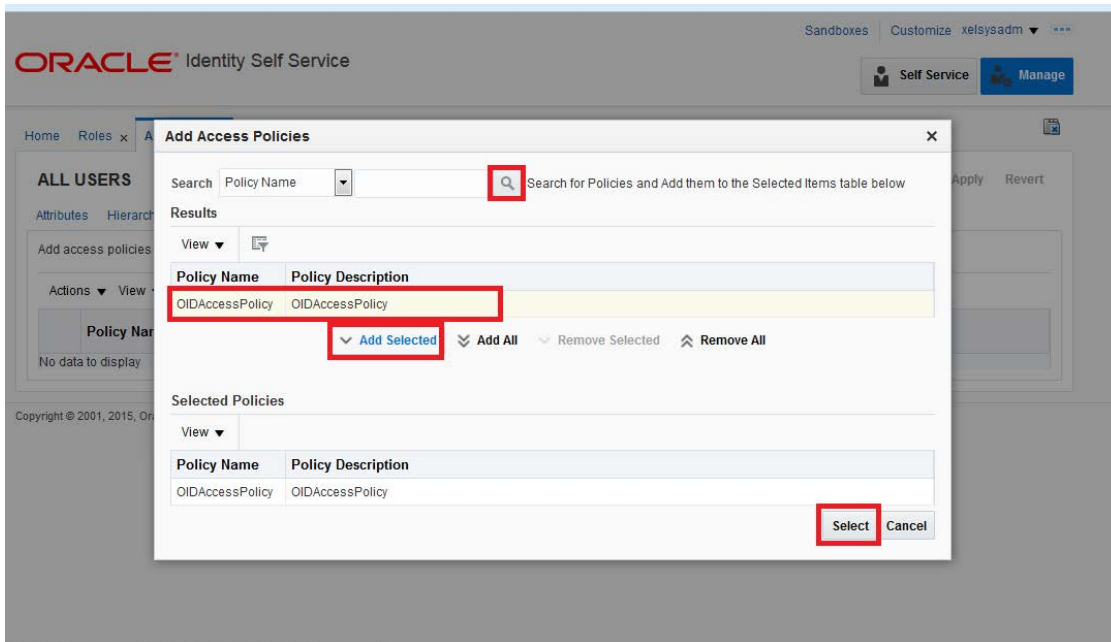 Sandboxes Customize xelsysadm
ORACLE Identity Self Service
Self Service Manage
Home Roles x A
Add Access Policies
ALL USERS
Search Policy Name Search for Policies and Add them to the Selected Items table below
Apply Revert
Attributes Hierarch
Results
Add access policies
View
Policy Name Policy Description
Actions View
OIDAccessPolicy OIDAccessPolicy
Policy Nar
Add Selected Add All Remove Selected Remove All
No data to display
Selected Policies
Copyright © 2001, 2015, Ora
View
Policy Name Policy Description
OIDAccessPolicy OIDAccessPolicy
Select Cancel